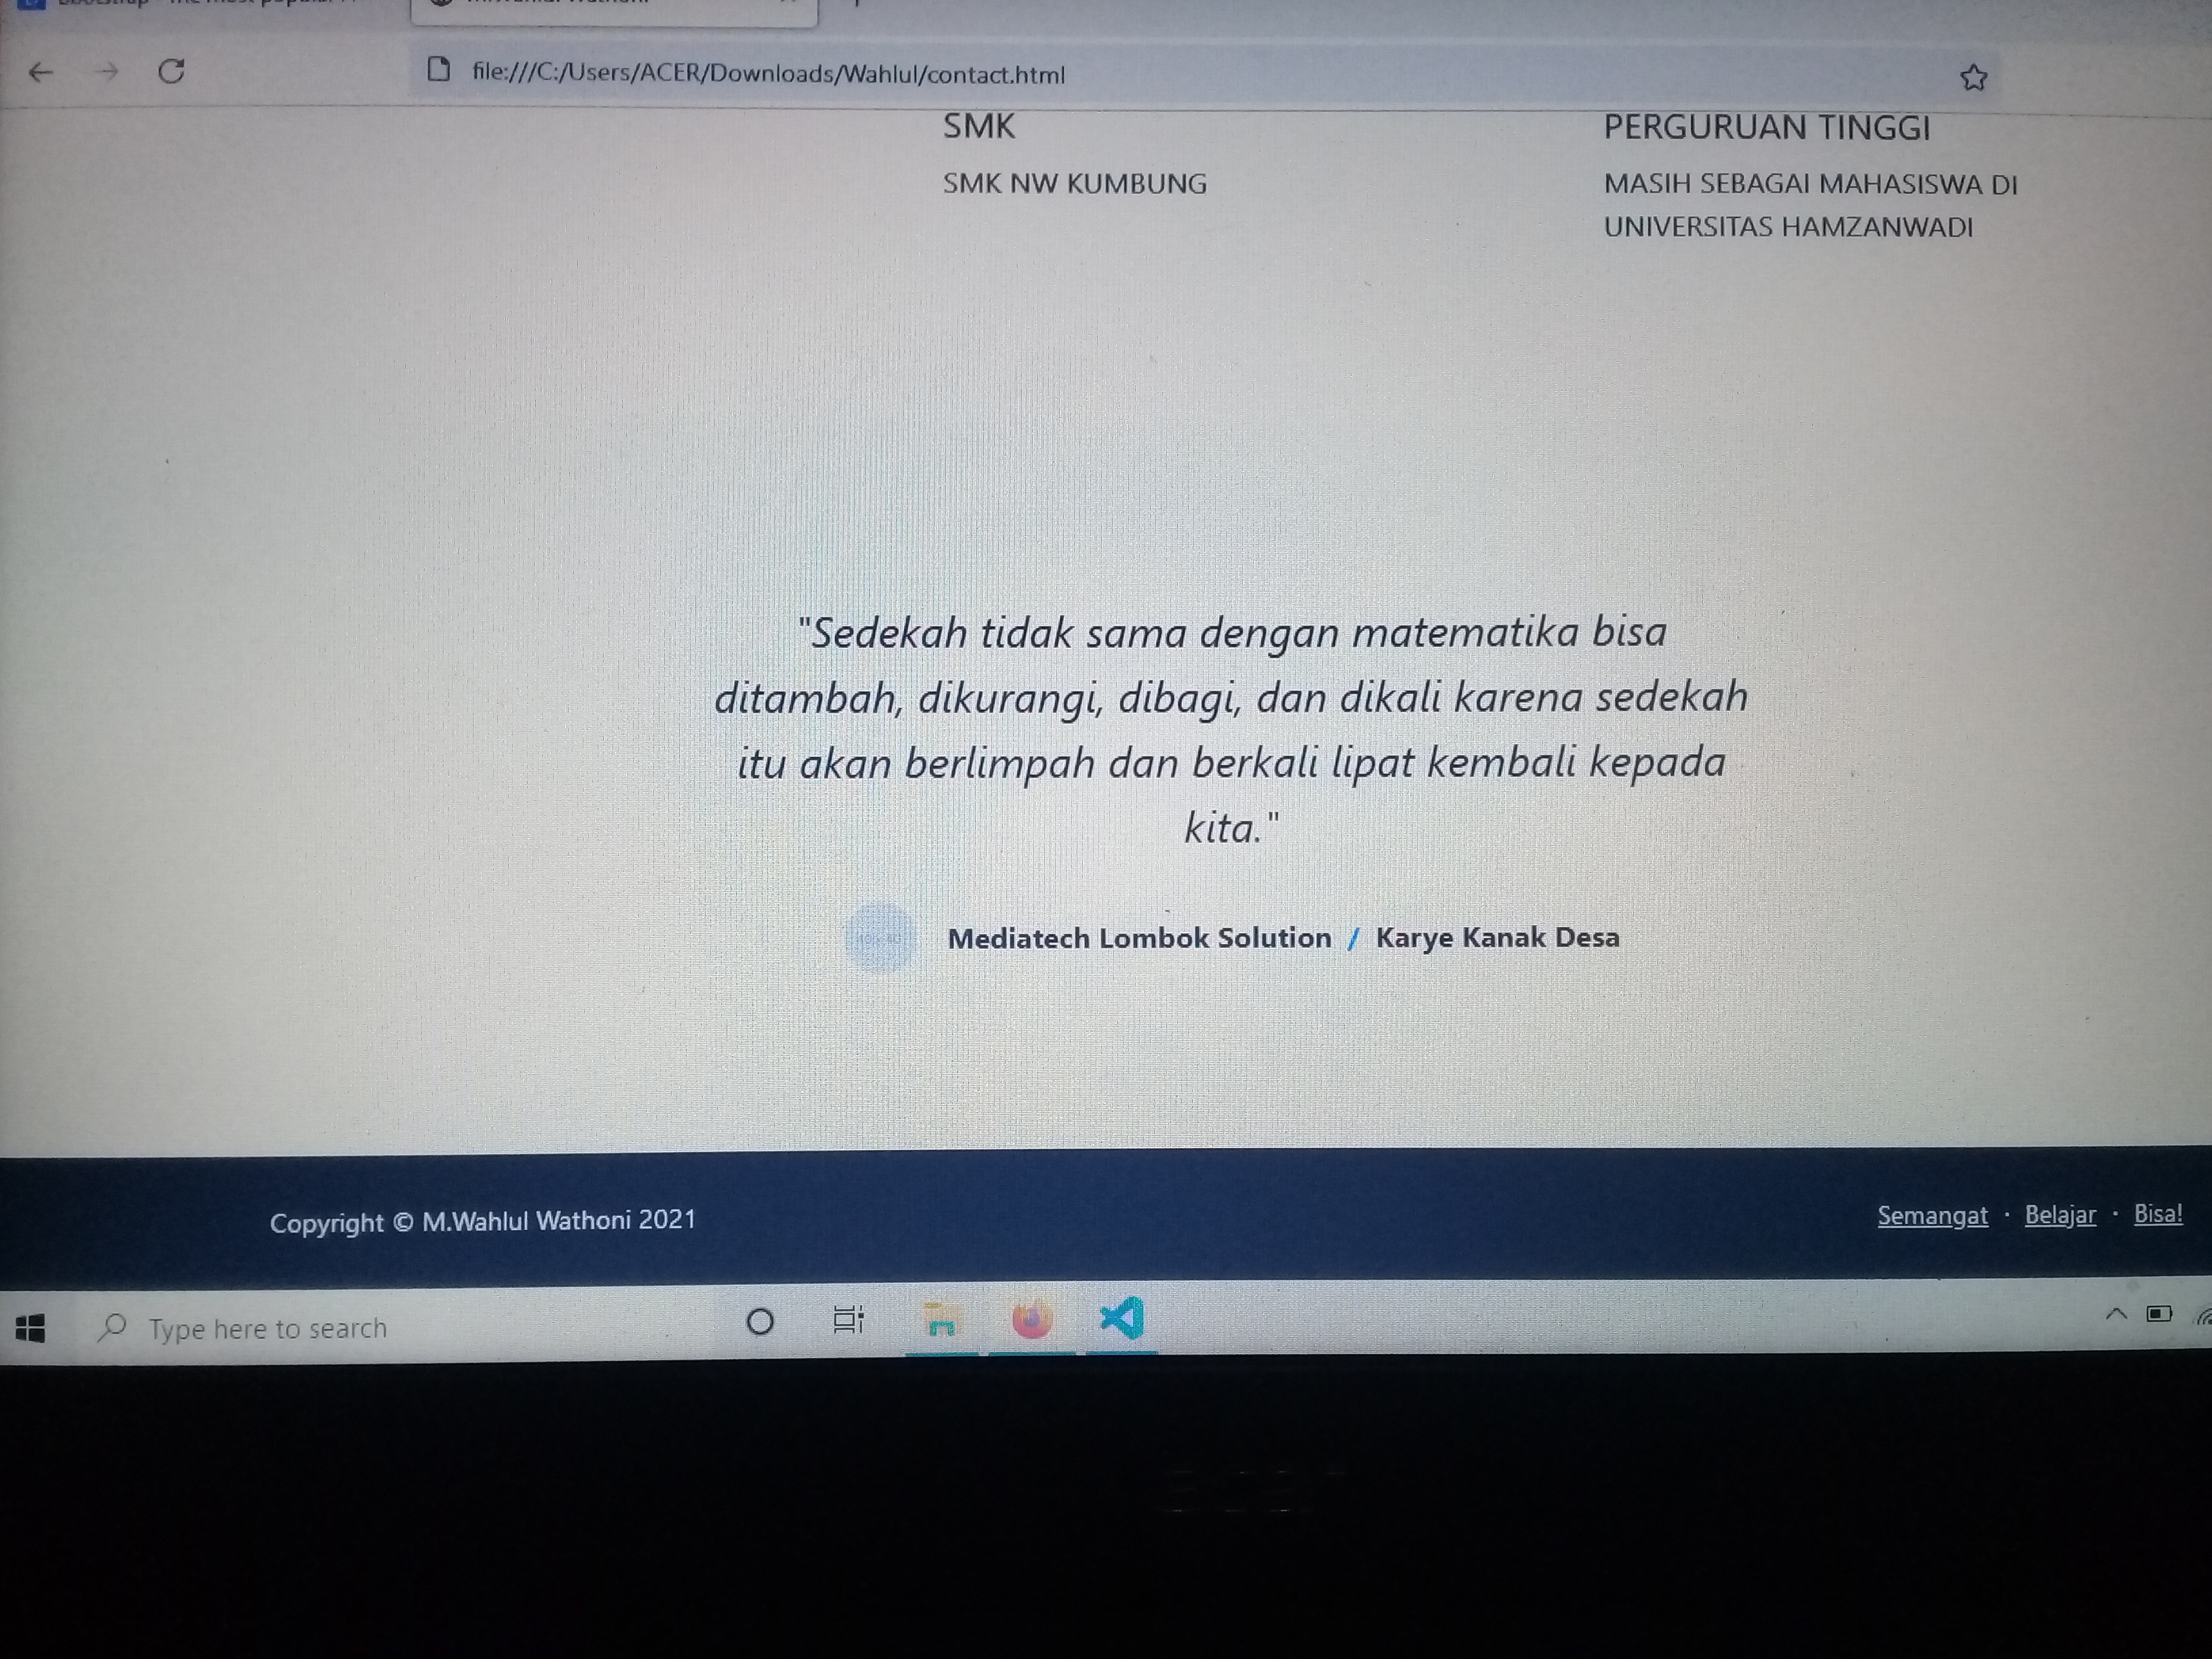 file:///C:/Users/ACER/Downloads/Wahlul/contact.html
SMK
SMK NW KUMBUNG
PERGURUAN TINGGI
MASIH SEBAGAI MAHASISWA DI
UNIVERSITAS HAMZANWADI
"Sedekah tidak sama dengan matematika bisa
ditambah, dikurangi, dibagi, dan dikali karena sedekah
itu akan berlimpah dan berkali lipat kembali kepada
kita."
Mediatech Lombok Solution / Karye Kanak Desa
Copyright © M.Wahlul Wathoni 2021
Semangat · Belajar · Bisa!
Type here to search